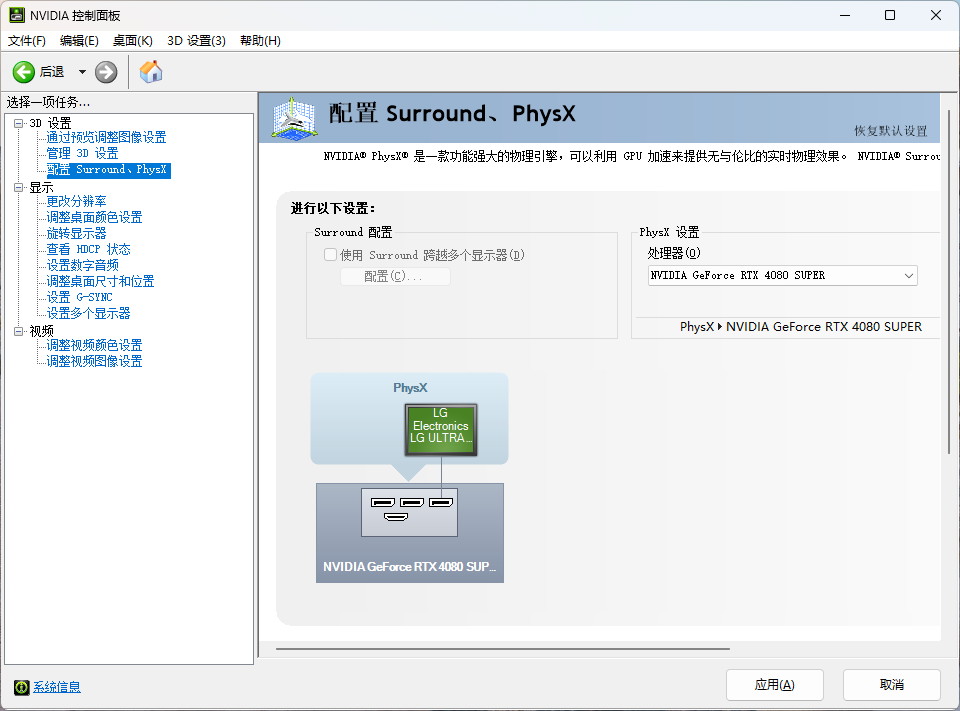 NVIDIA 控制面板
文件(F) 编辑(E) 桌面(K) 3D 设置(3) 帮助(H)
后退
选择一项任务...
3D 设置
通过预览调整图像设置
管理 3D 设置
配置 Surround、PhysX
显示
更改分辨率
调整桌面颜色设置
旋转显示器
查看 HDCP 状态
设置数字音频
调整桌面尺寸和位置
设置 G-SYNC
设置多个显示器
视频
调整视频颜色设置
调整视频图像设置
系统信息
配置 Surround、PhysX
恢复默认设置
NVIDIA® PhysX® 是一款功能强大的物理引擎，可以利用 GPU 加速来提供无与伦比的实时物理效果。 NVIDIA® Surrou
进行以下设置：
Surround 配置
使用 Surround 跨越多个显示器(D)
配置(C)...
PhysX 设置
处理器(O)
NVIDIA GeForce RTX 4080 SUPER
PhysX NVIDIA GeForce RTX 4080 SUPER
PhysX
LG
Electronics
LG ULTRA...
NVIDIA GeForce RTX 4080 SUP...
应用(A) 取消